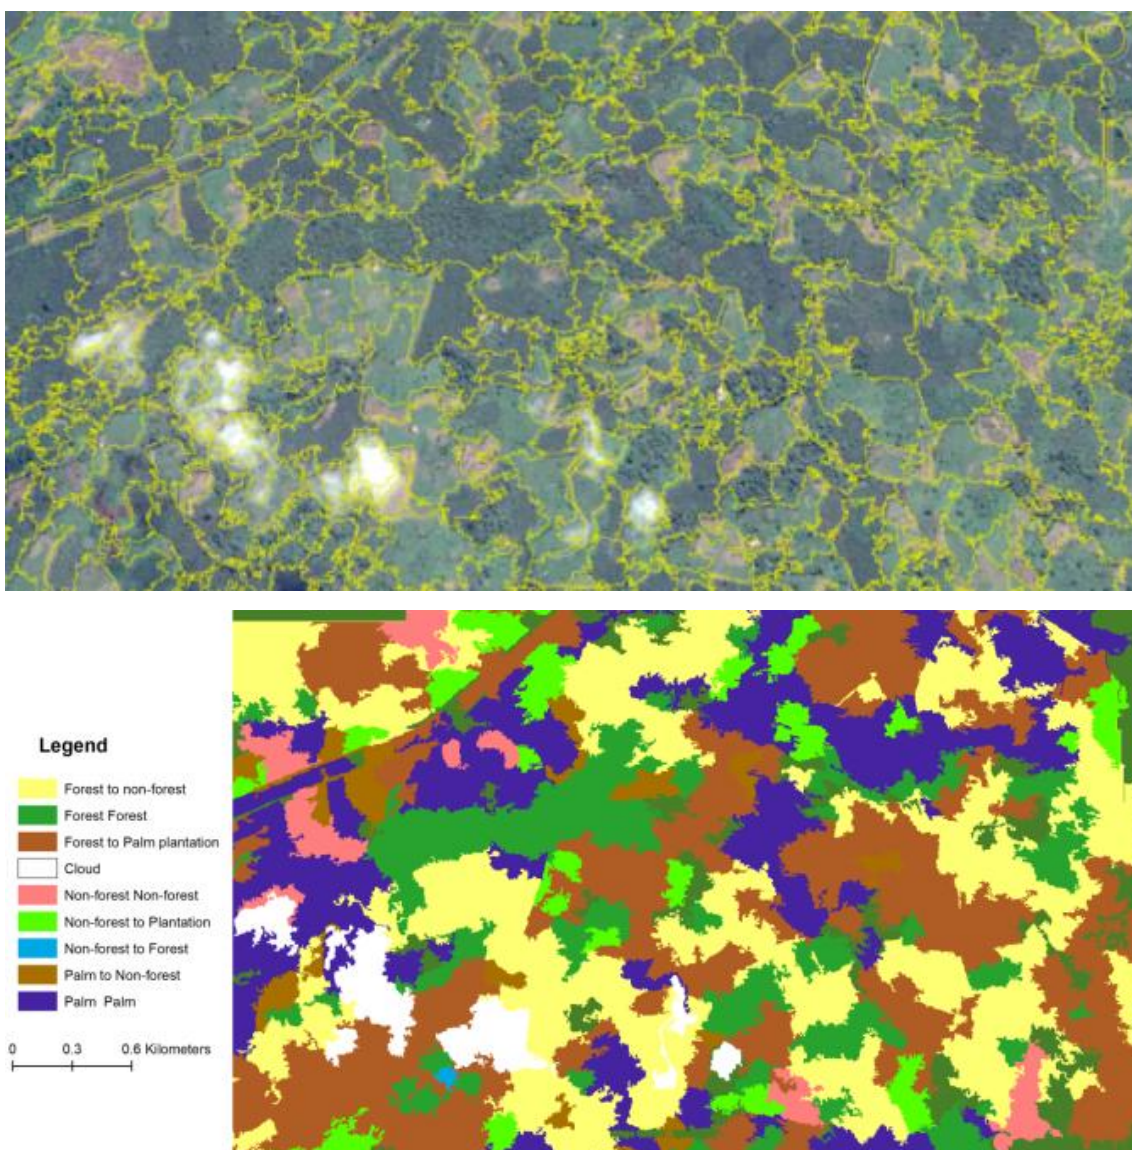 Legend
Forest to non-forest
Forest Forest
Forest to Palm plantation
Cloud
Non-forest Non-forest
Non-forest to Plantation
Non-forest to Forest
Palm to Non-forest
Palm Palm
0 0.3 0.6 Kilometers